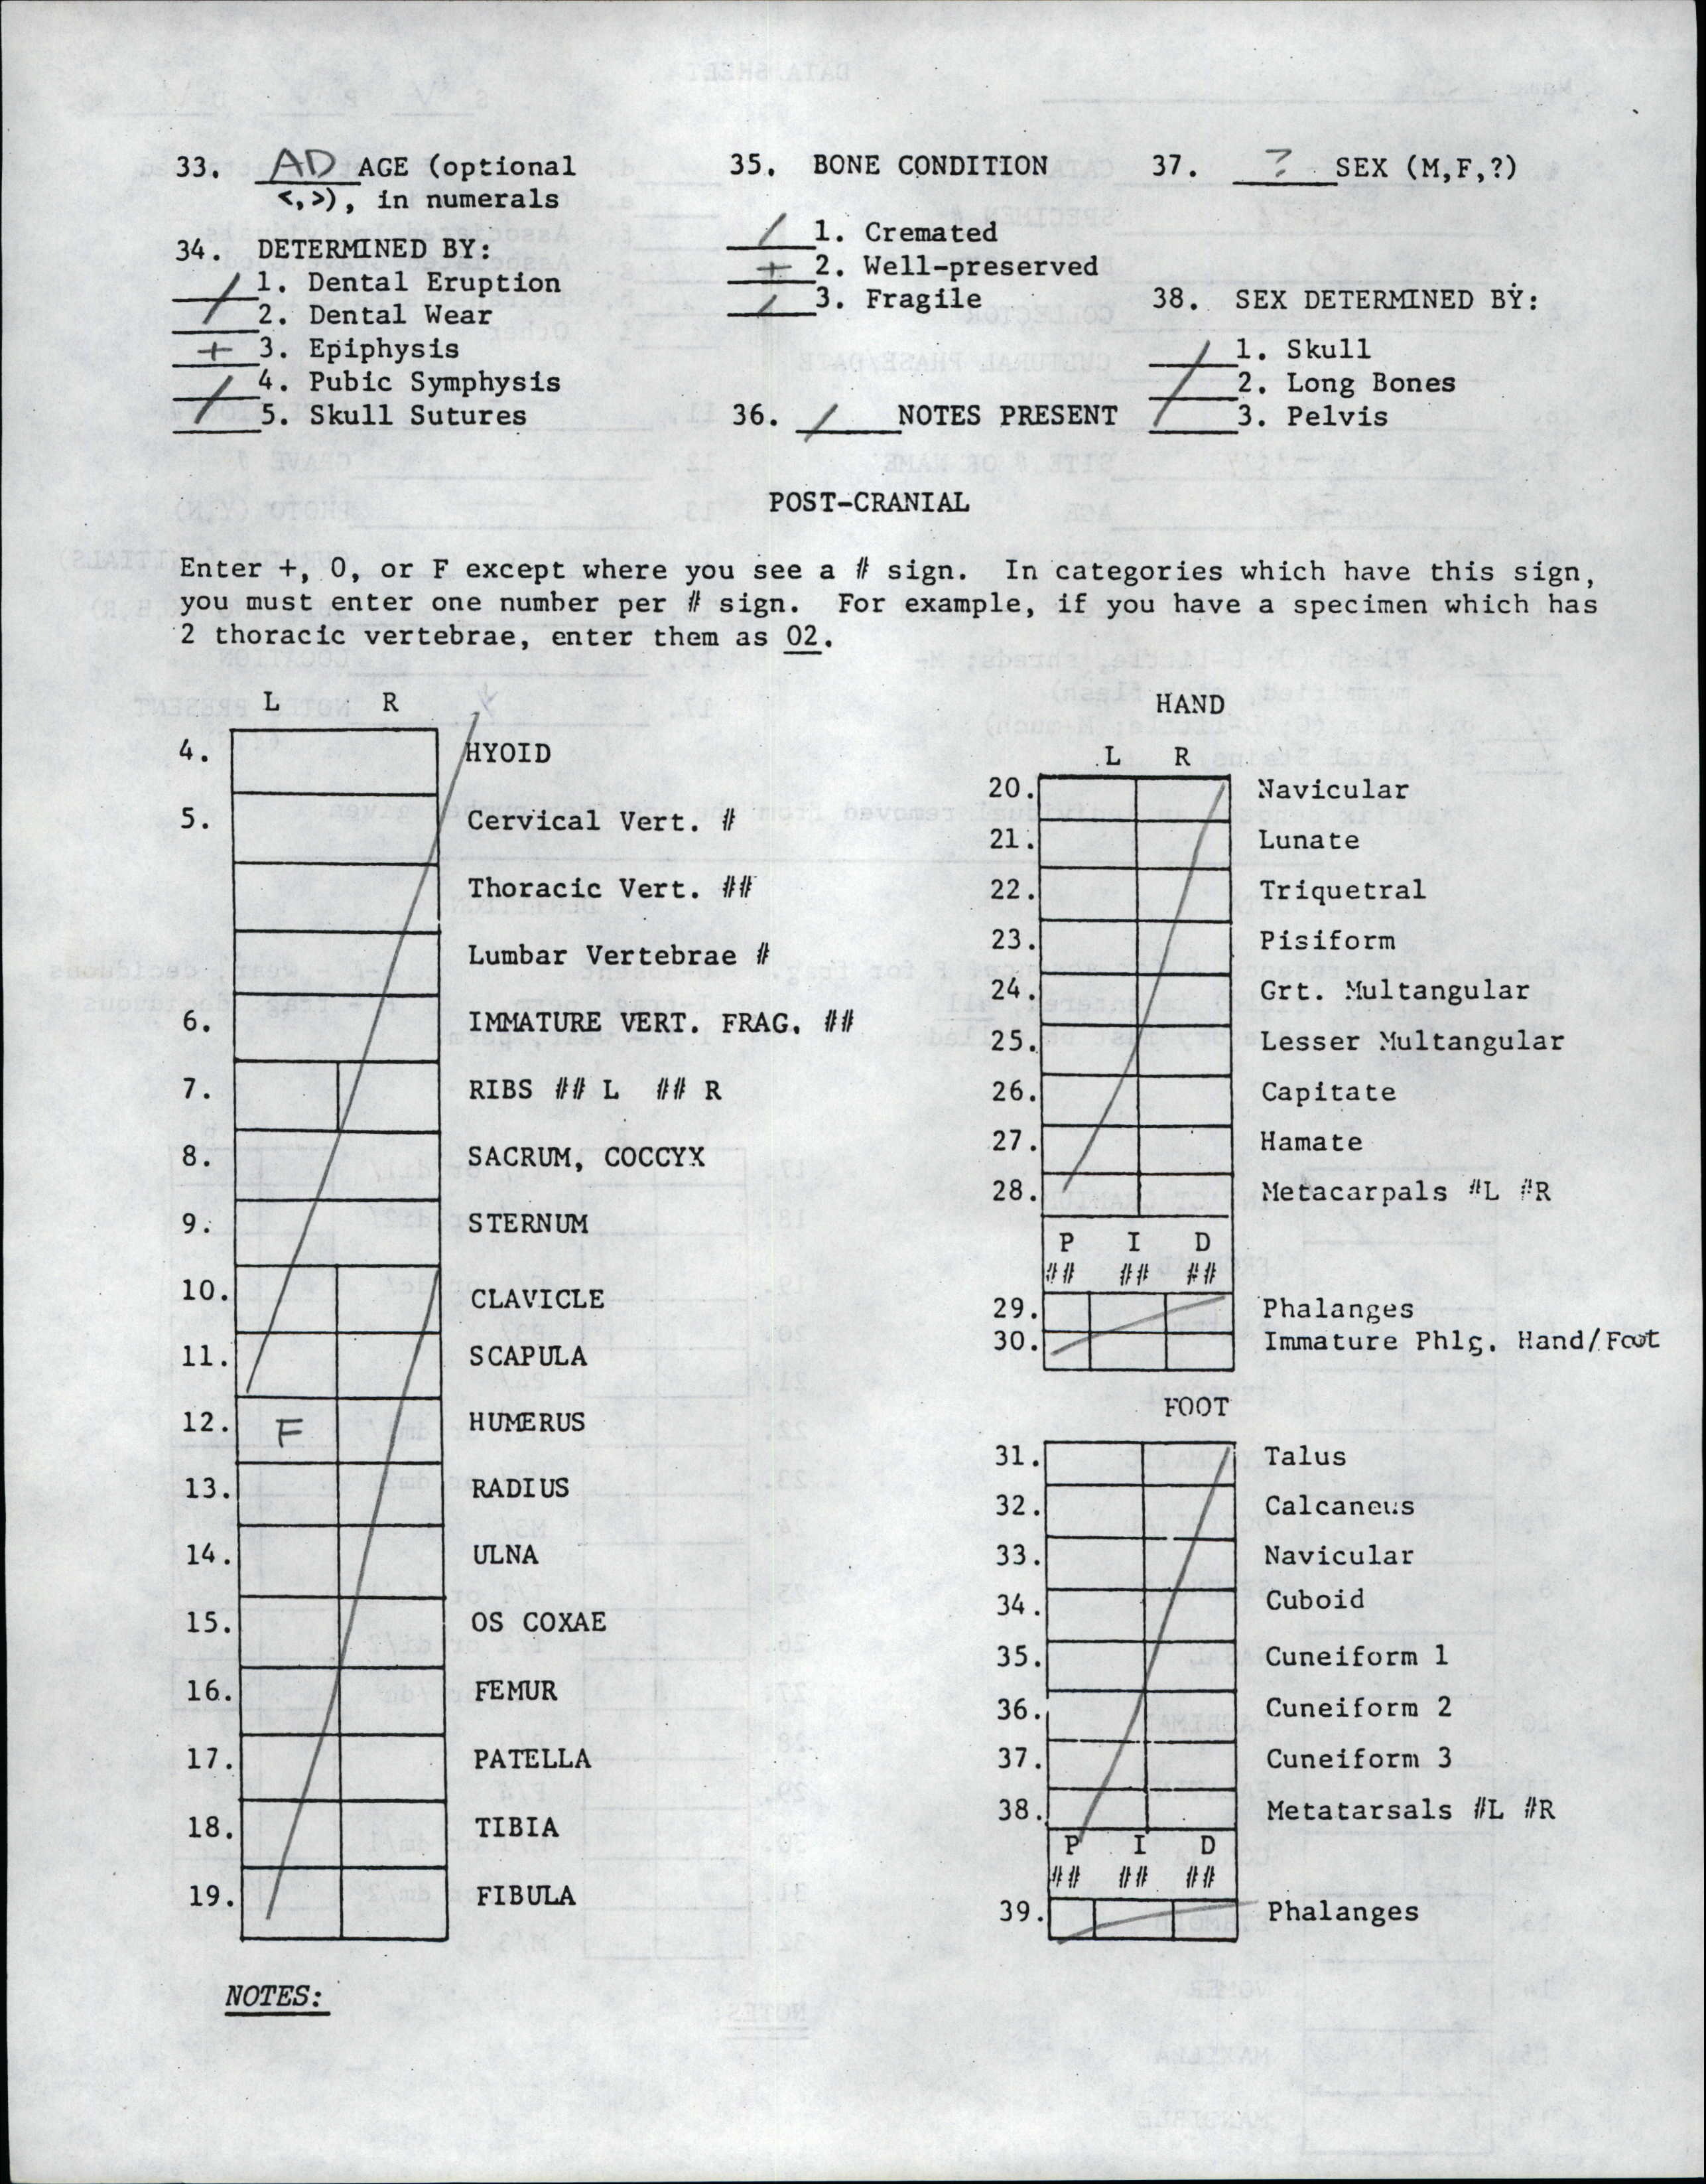 33. AD AGE (optional
<,>), in numerals
34. DETERMINED BY:
/ 1. Dental Eruption
/ 2. Dental Wear
+ 3. Epiphysis
/ 4. Pubic Symphysis
/ 5. Skull Sutures
35. BONE CONDITION
/ 1. Cremated
+ 2. Well-preserved
/ 3. Fragile
36. / NOTES PRESENT
37. ? SEX (M,F,?)
38. SEX DETERMINED BY:
/ 1. Skull
/ 2. Long Bones
/ 3. Pelvis
POST-CRANIAL
Enter +, 0, or F except where you see a # sign. In categories which have this sign,
you must enter one number per # sign. For example, if you have a specimen which has
2 thoracic vertebrae, enter them as 02.
L R
4. HYOID
5. Cervical Vert. #
Thoracic Vert. ##
Lumbar Vertebrae #
6. IMMATURE VERT. FRAG. ##
7. RIBS ## L ## R
8. SACRUM, COCCYX
9. STERNUM
10. CLAVICLE
11. SCAPULA
12. F HUMERUS
13. RADIUS
14. ULNA
15. OS COXAE
16. FEMUR
17. PATELLA
18. TIBIA
19. FIBULA
NOTES:
HAND
L R
20. Navicular
21. Lunate
22. Triquetral
23. Pisiform
24. Grt. Multangular
25. Lesser Multangular
26. Capitate
27. Hamate
28. Metacarpals #L #R
P I D
## ## ##
29. Phalanges
30. Immature Phlg. Hand/Foot
FOOT
31. Talus
32. Calcaneus
33. Navicular
34. Cuboid
35. Cuneiform 1
36. Cuneiform 2
37. Cuneiform 3
38. Metatarsals #L #R
P I D
## ## ##
39. Phalanges